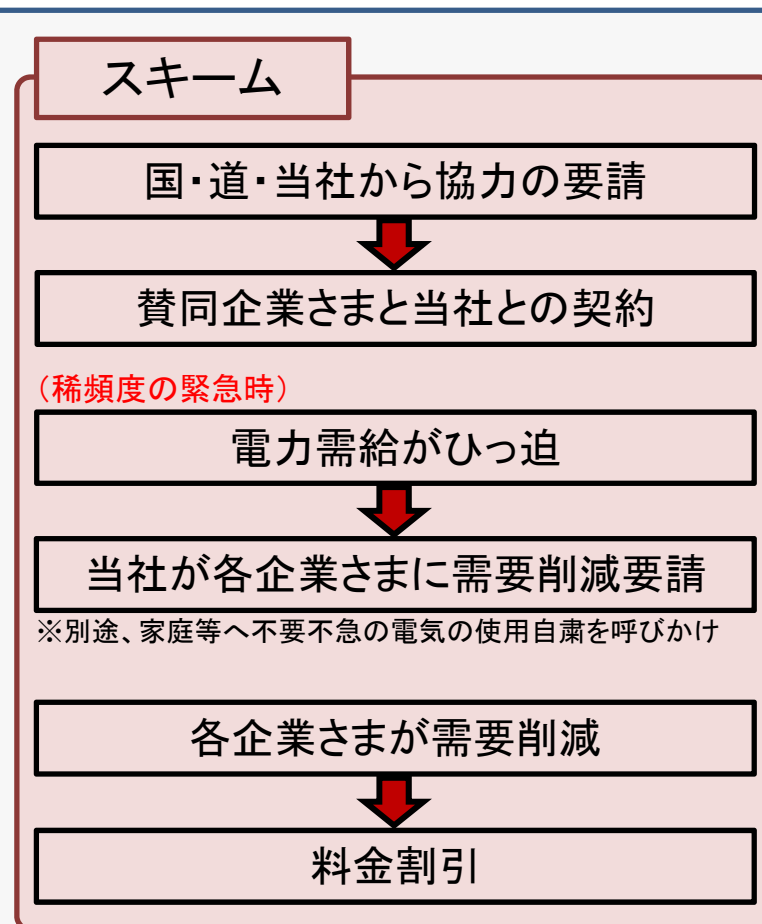 スキーム
国・道・当社から協力の要請
賛同企業さまと当社との契約
（稀頻度の緊急時）
電力需給がひっ迫
当社が各企業さまに需要削減要請
※別途、家庭等へ不要不急の電気の使用自粛を呼びかけ
各企業さまが需要削減
料金割引